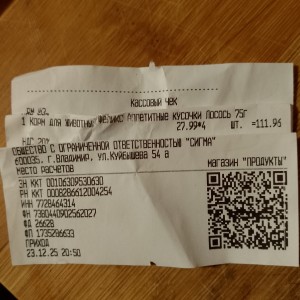 Кассовый чек
1 Корм для животных Феликс Аппетитные кусочки Лосось 75г
27.99*4 шт. =111.96
ОБЩЕСТВО С ОГРАНИЧЕННОЙ ОТВЕТСТВЕННОСТЬЮ "СИГМА"
600035, г.Владимир, ул.Куйбышева 54 а
место расчетов
магазин "ПРОДУКТЫ"
ЗН ККТ 00106309530630
РН ККТ 0008286612004254
ИНН 7728464314
ФН 7380440902562027
ФД 26628
ФП 1735286633
ПРИХОД
23.12.25 20:50